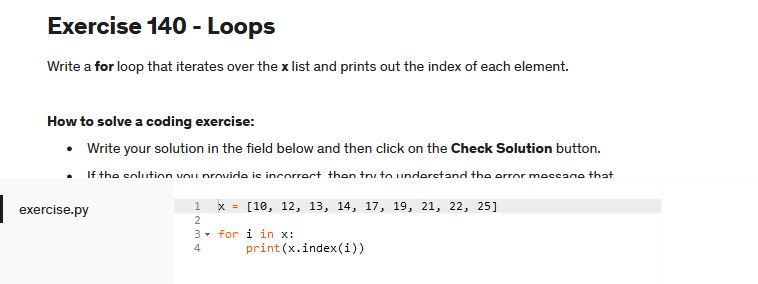 Exercise 140 - Loops
Write a for loop that iterates over the x list and prints out the index of each element.
How to solve a coding exercise:
• Write your solution in the field below and then click on the Check Solution button.
• If the solution you provide is incorrect, then try to understand the error message that
exercise.py
1 x = [10, 12, 13, 14, 17, 19, 21, 22, 25]
2
3 for i in x:
4     print(x.index(i))